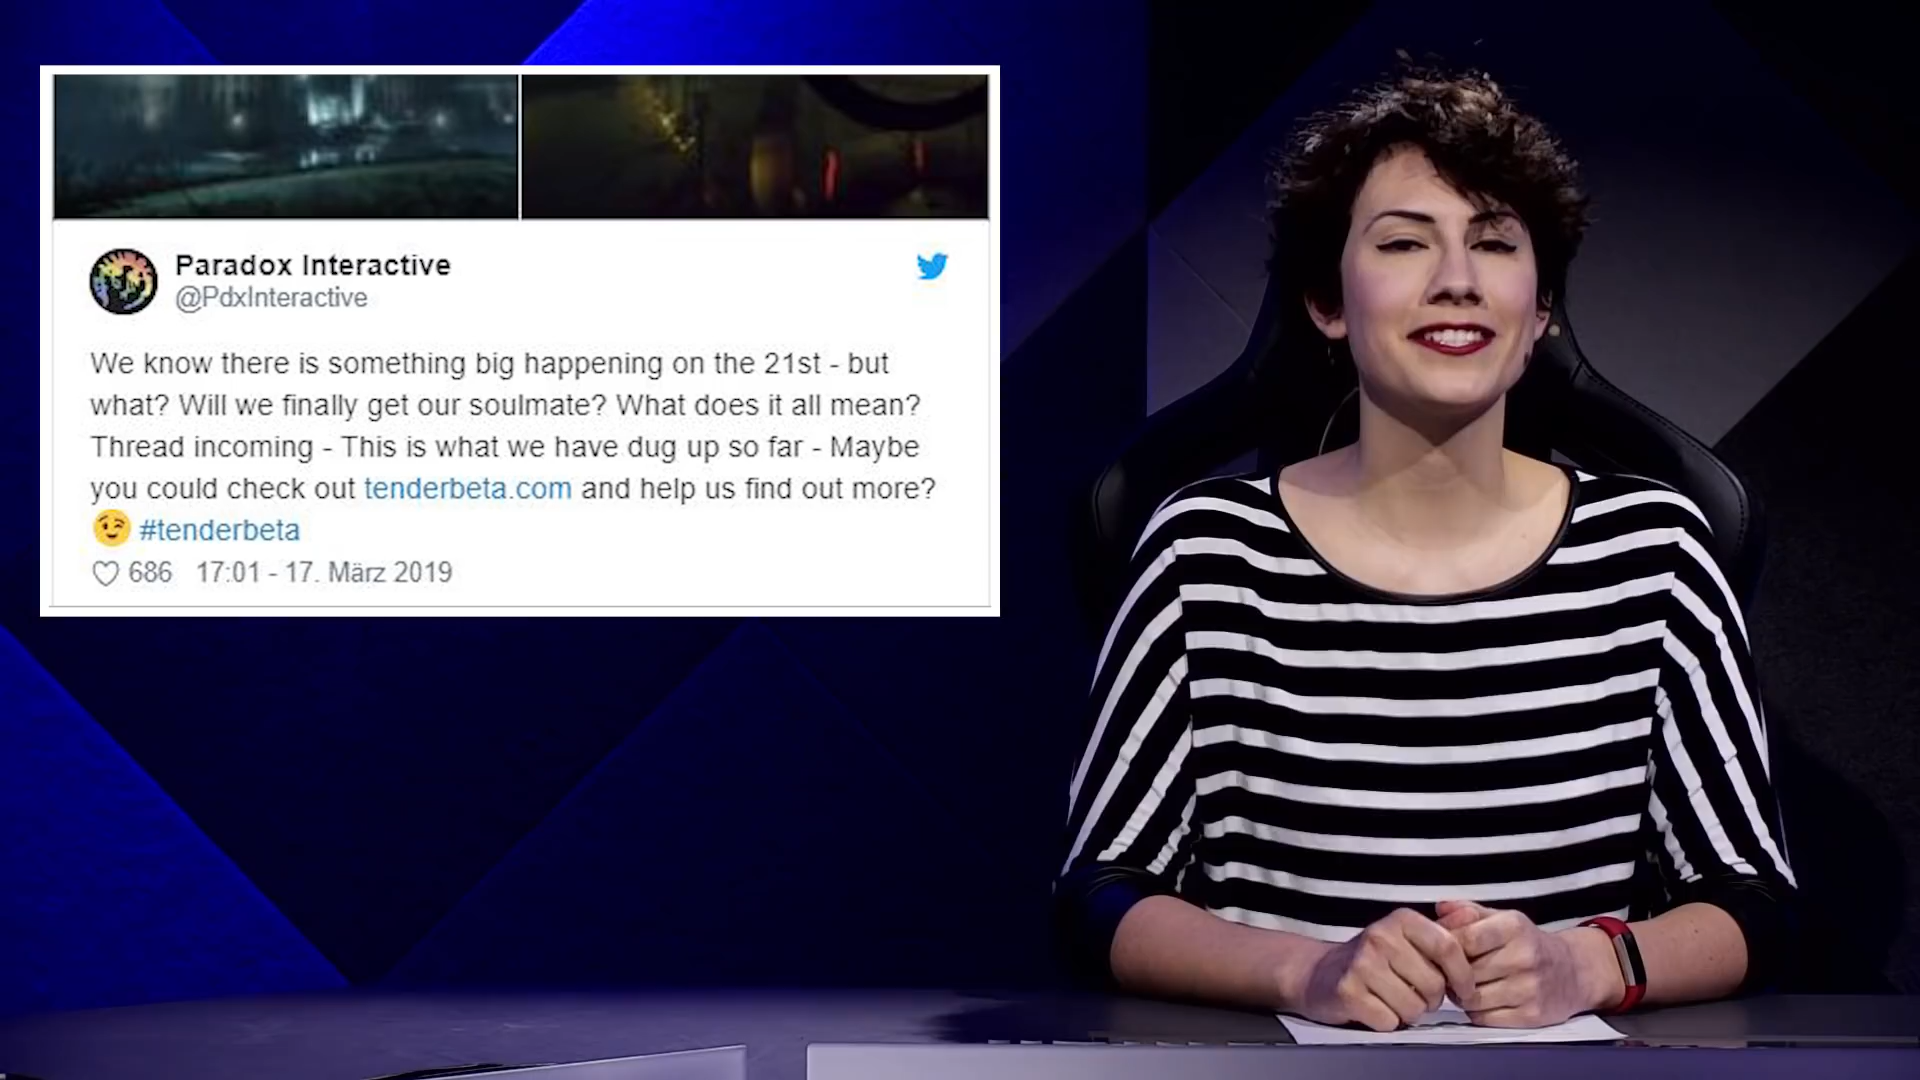 Paradox Interactive
@PdxInteractive
We know there is something big happening on the 21st - but
what? Will we finally get our soulmate? What does it all mean?
Thread incoming - This is what we have dug up so far - Maybe
you could check out tenderbeta.com and help us find out more?
😉 #tenderbeta
686 17:01 - 17. März 2019